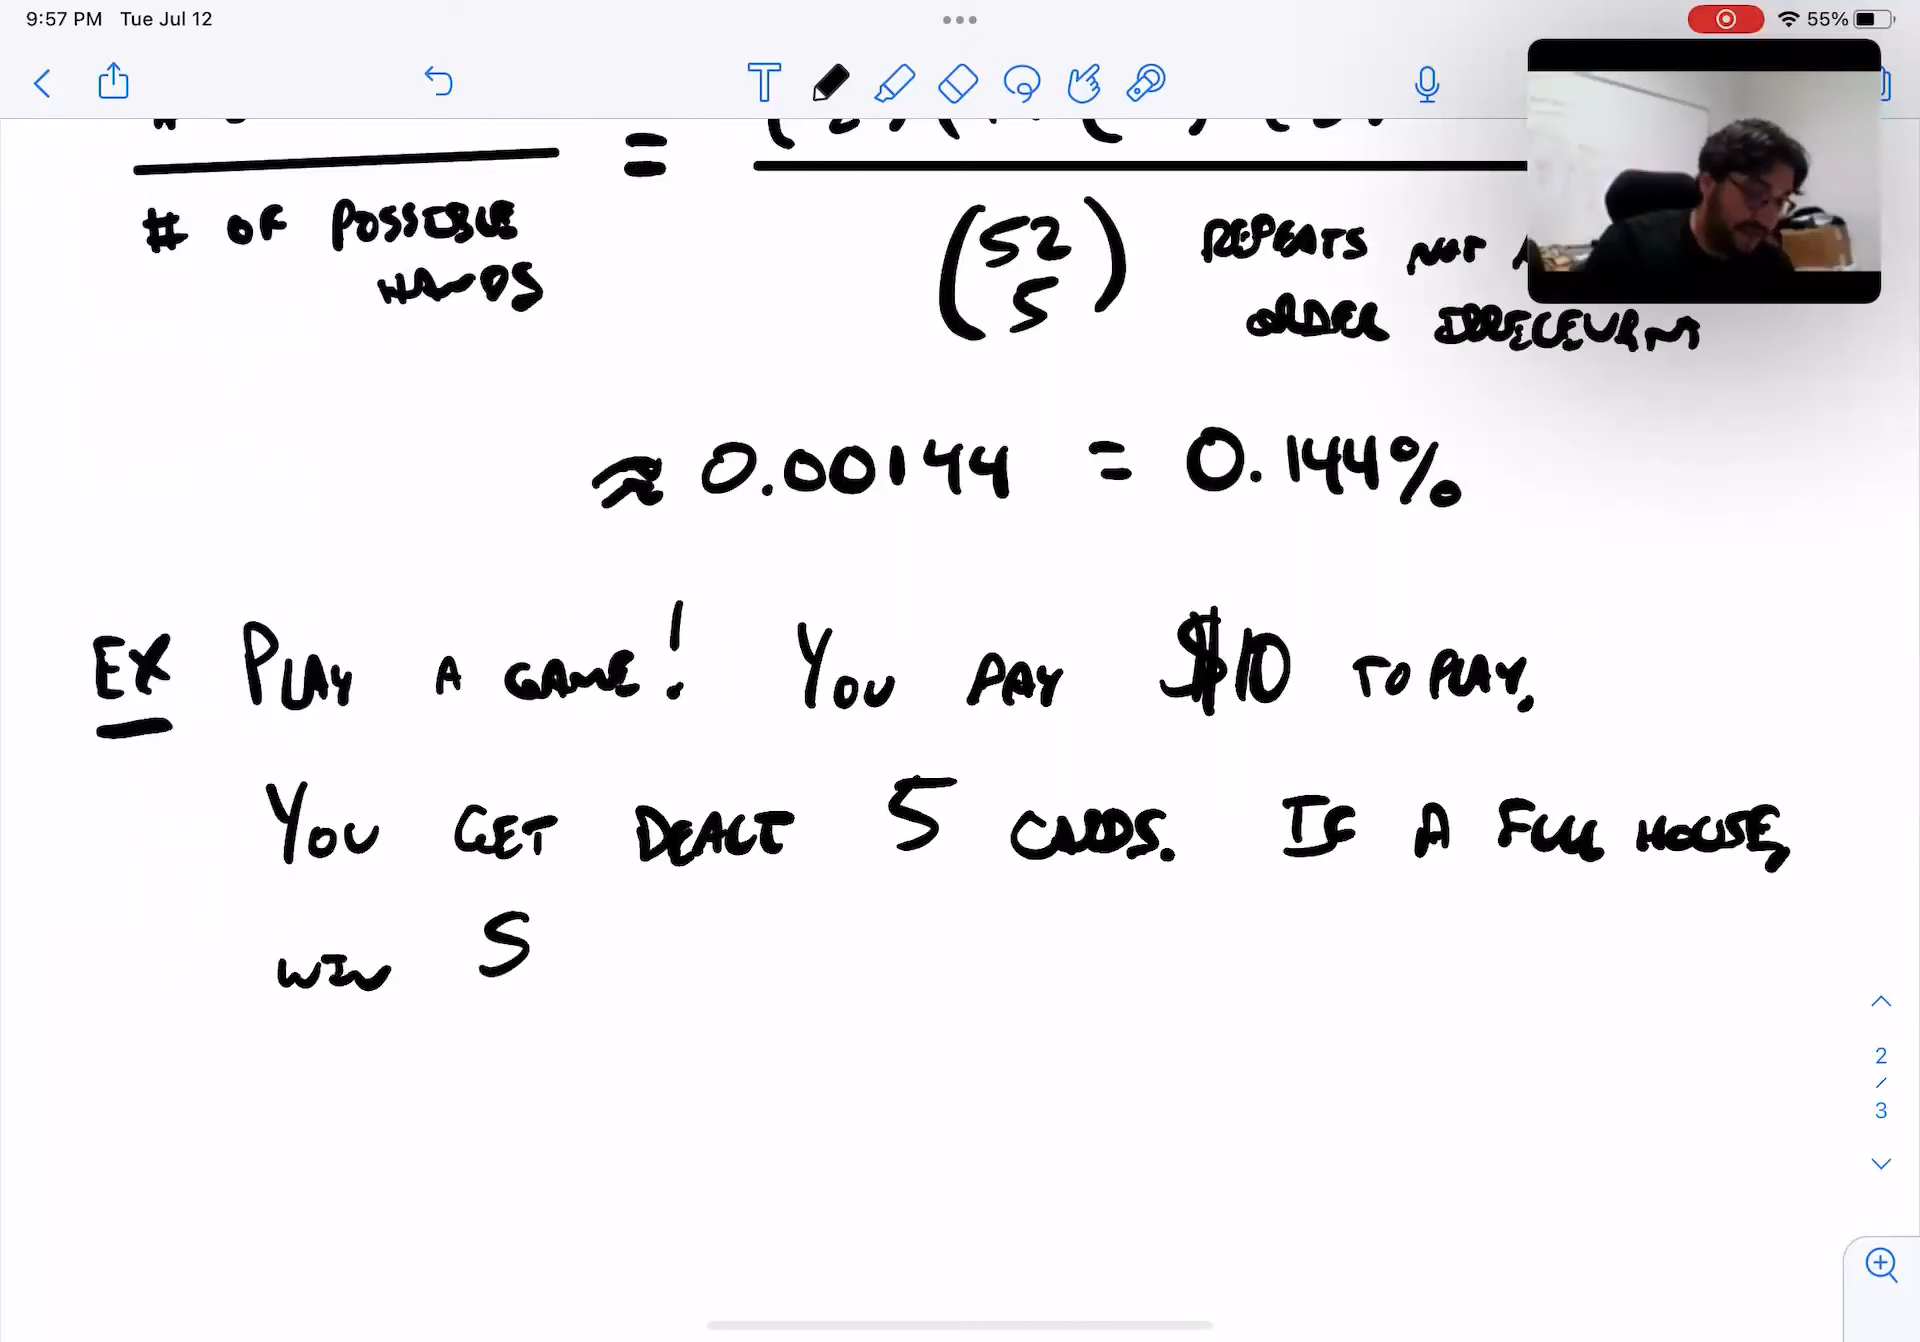 9:57 PM Tue Jul 12
55%
=
# OF POSSIBLE
HANDS
(52
5)
REPEATS NOT
ORDER IRRELEVANT
≈ 0.00144 = 0.144%
EX PLAY A GAME! YOU PAY $10 TO PLAY.
YOU GET DEALT 5 CARDS. IF A FULL HOUSE,
WIN S
2
/
3